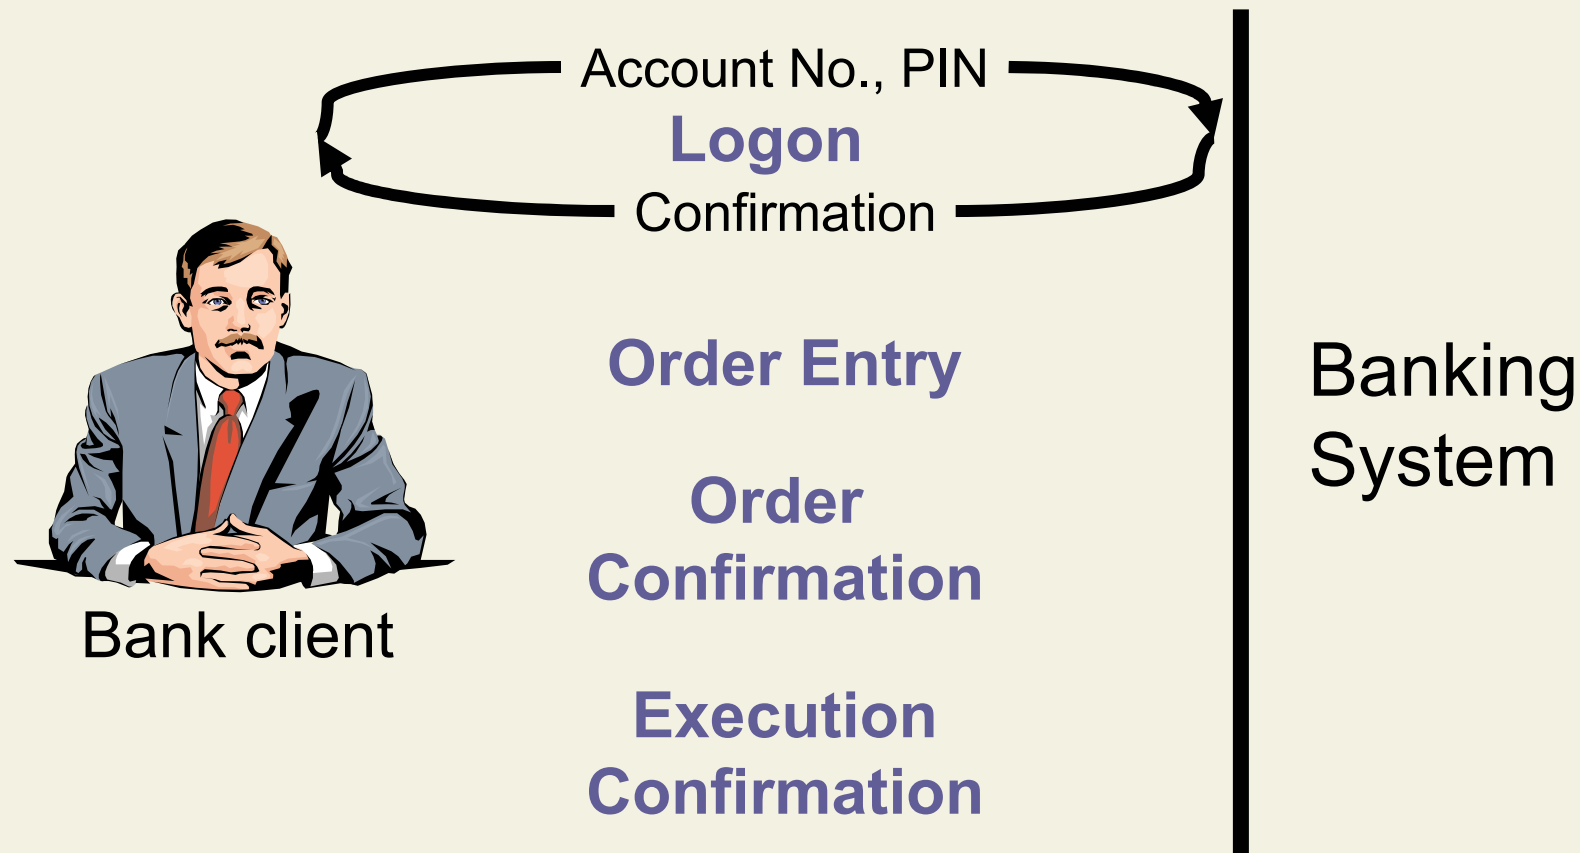 Account No., PIN
Logon
Confirmation
Order Entry
Order
Confirmation
Execution
Confirmation
Bank client
Banking
System